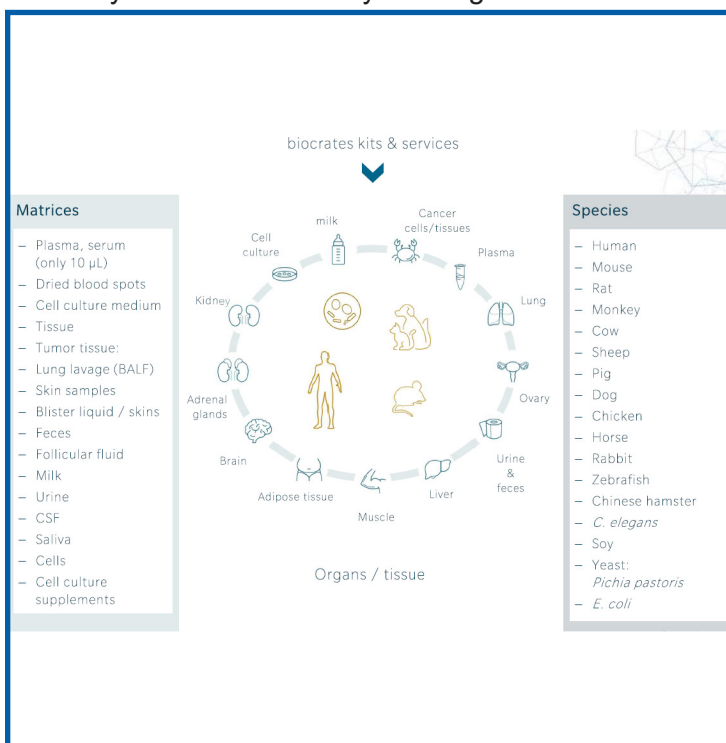 biocrates kits & services
Matrices
– Plasma, serum
(only 10 µL)
– Dried blood spots
– Cell culture medium
– Tissue
– Tumor tissue:
– Lung lavage (BALF)
– Skin samples
– Blister liquid / skins
– Feces
– Follicular fluid
– Milk
– Urine
– CSF
– Saliva
– Cells
– Cell culture
supplements
milk
Cancer
cells/tissues
Plasma
Lung
Ovary
Urine
&
feces
Liver
Muscle
Adipose tissue
Brain
Adrenal
glands
Kidney
Cell
culture
Organs / tissue
Species
– Human
– Mouse
– Rat
– Monkey
– Cow
– Sheep
– Pig
– Dog
– Chicken
– Horse
– Rabbit
– Zebrafish
– Chinese hamster
– C. elegans
– Soy
– Yeast:
Pichia pastoris
– E. coli